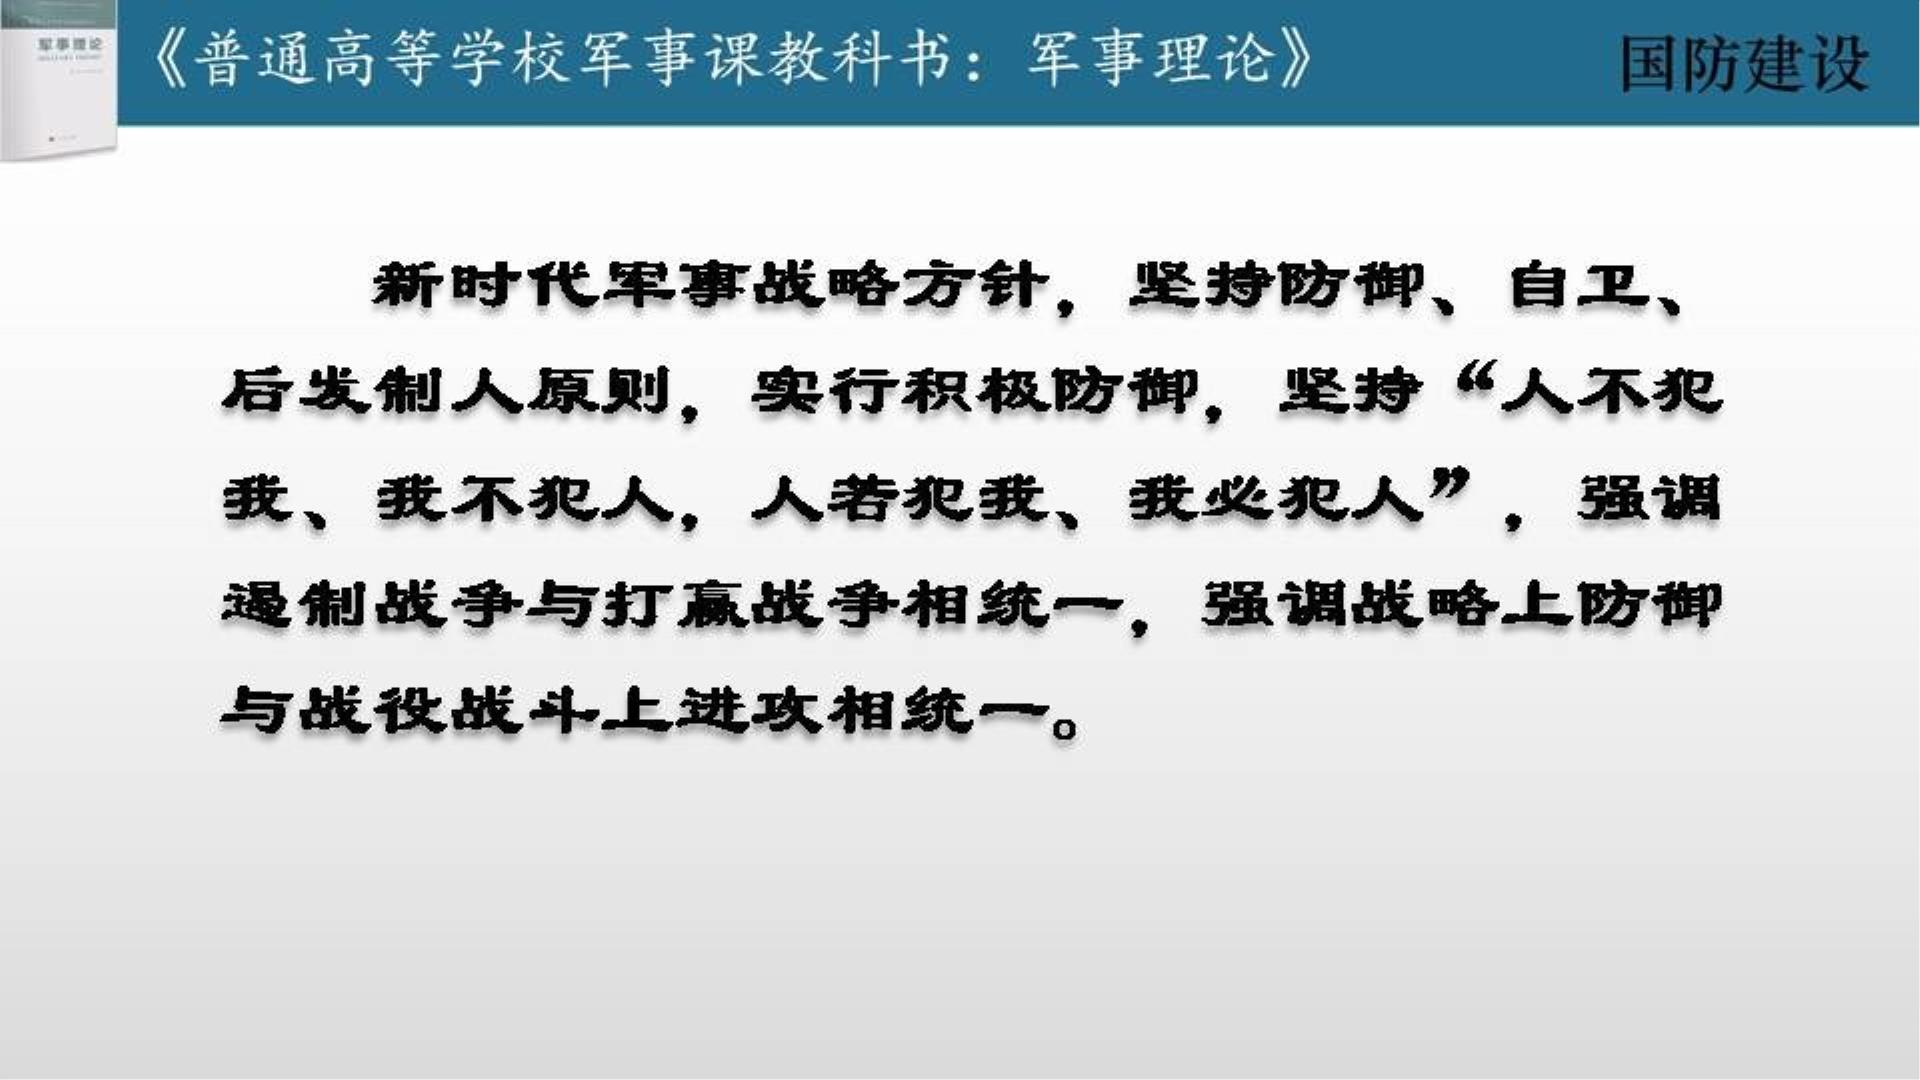 军事理论
《普通高等学校军事课教科书：军事理论》
国防建设
新时代军事战略方针，坚持防御、自卫、
后发制人原则，实行积极防御，坚持“人不犯
我、我不犯人，人若犯我、我必犯人”，强调
遏制战争与打赢战争相统一，强调战略上防御
与战役战斗上进攻相统一。